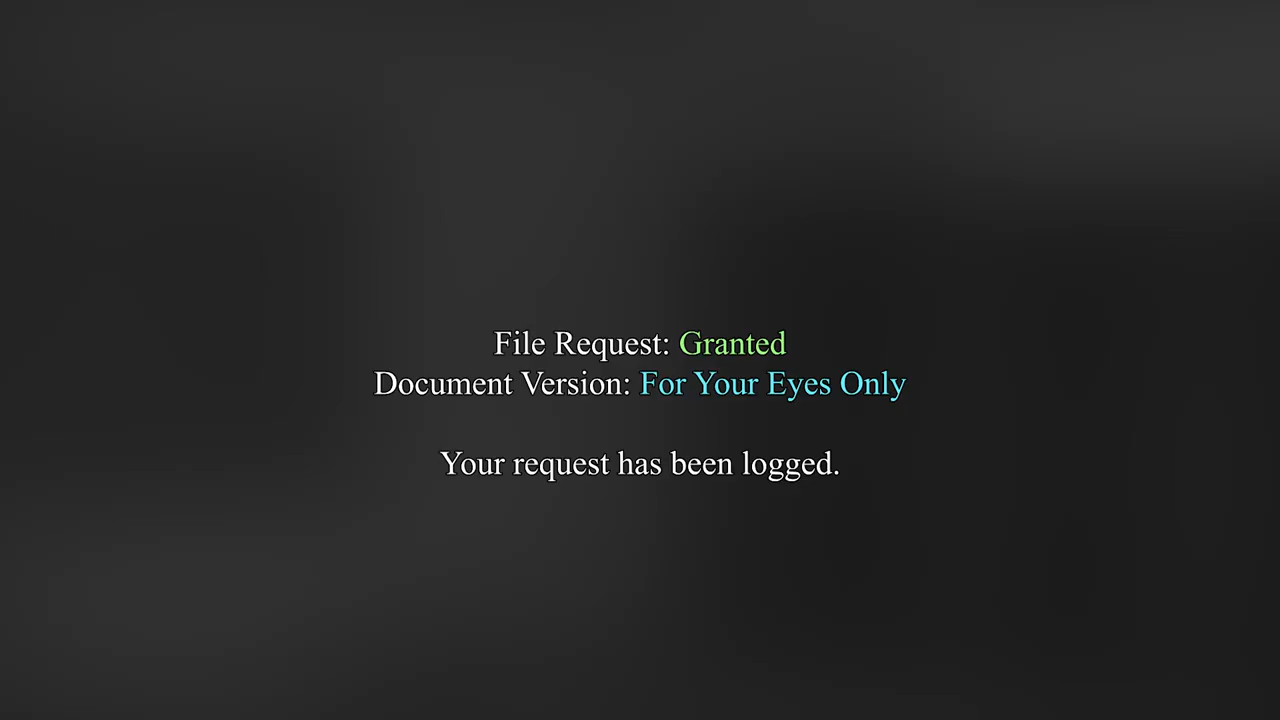 File Request: Granted
Document Version: For Your Eyes Only
Your request has been logged.